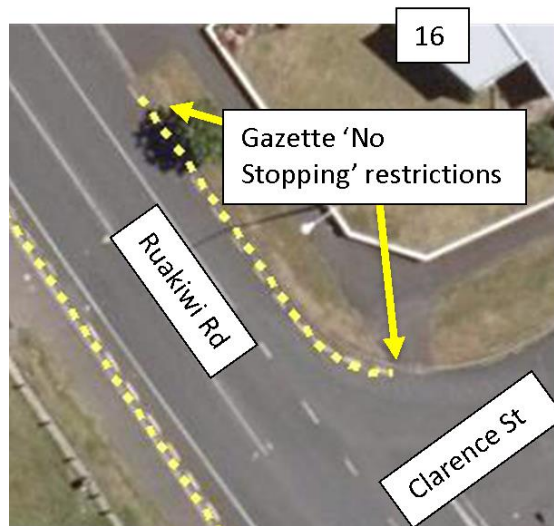 16
Gazette ‘No
Stopping’ restrictions
Ruakiwi Rd
Clarence St